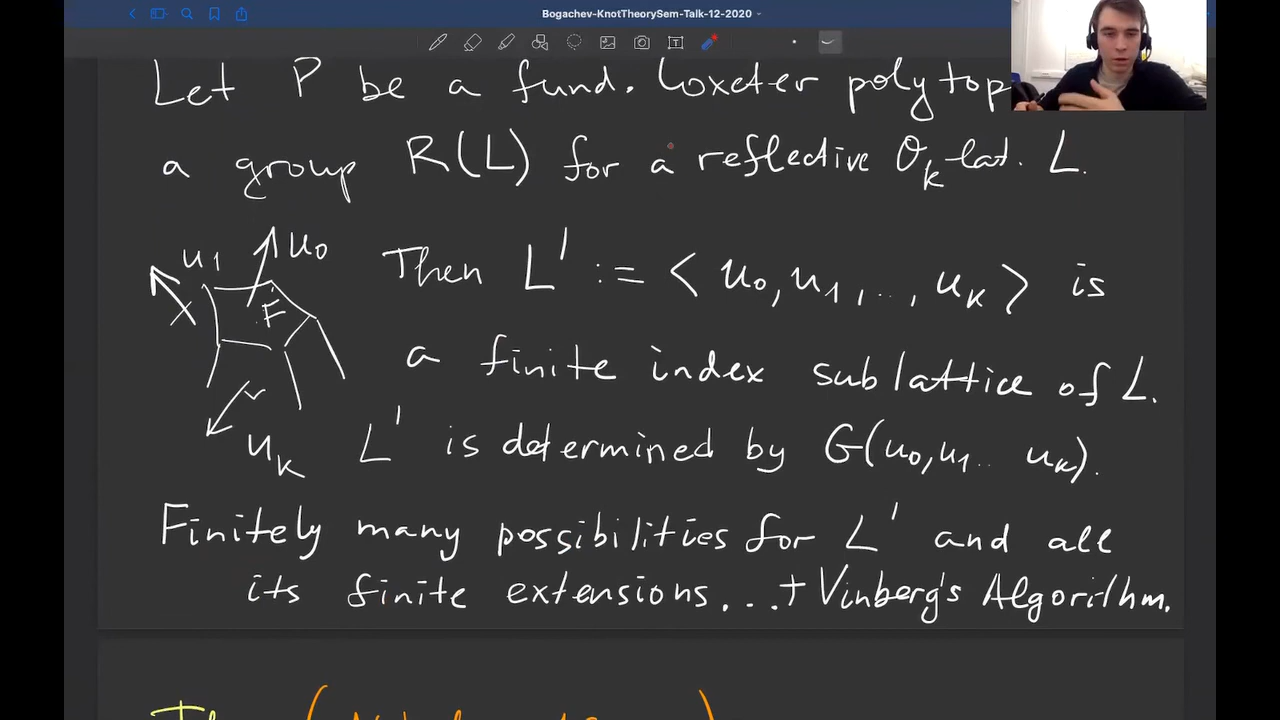 Bogachev-KnotTheorySem-Talk-12-2020
Let P be a fund. Coxeter polytop
a group R(L) for a reflective O_k-lat. L.
u_1 u_0
F
u_k
Then L' := < u_0, u_1, ..., u_k > is
a finite index sublattice of L.
L' is determined by G(u_0, u_1.. u_k).
Finitely many possibilities for L' and all
its finite extensions...+ Vinberg's Algorithm.